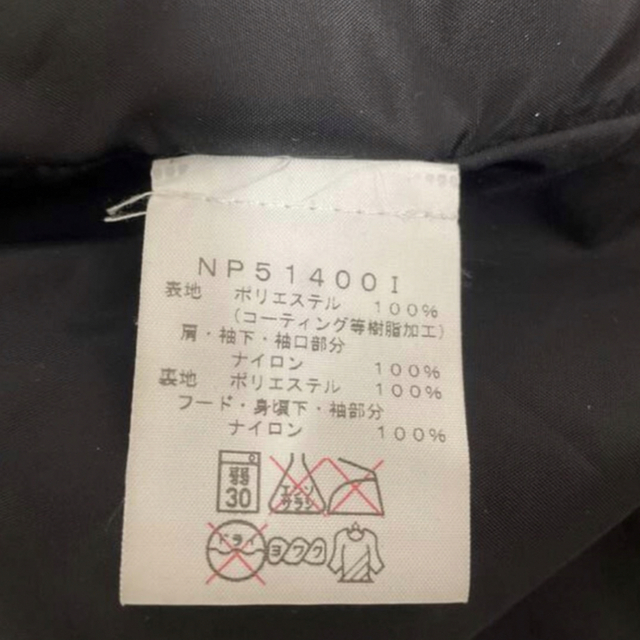 NP51400I
表地 ポリエステル 100%
(コーティング等樹脂加工)
肩・袖下・袖口部分
ナイロン 100%
裏地 ポリエステル 100%
フード・身頃下・袖部分
ナイロン 100%
弱
30
エンソ
サラシ
ドライ
ヨワク